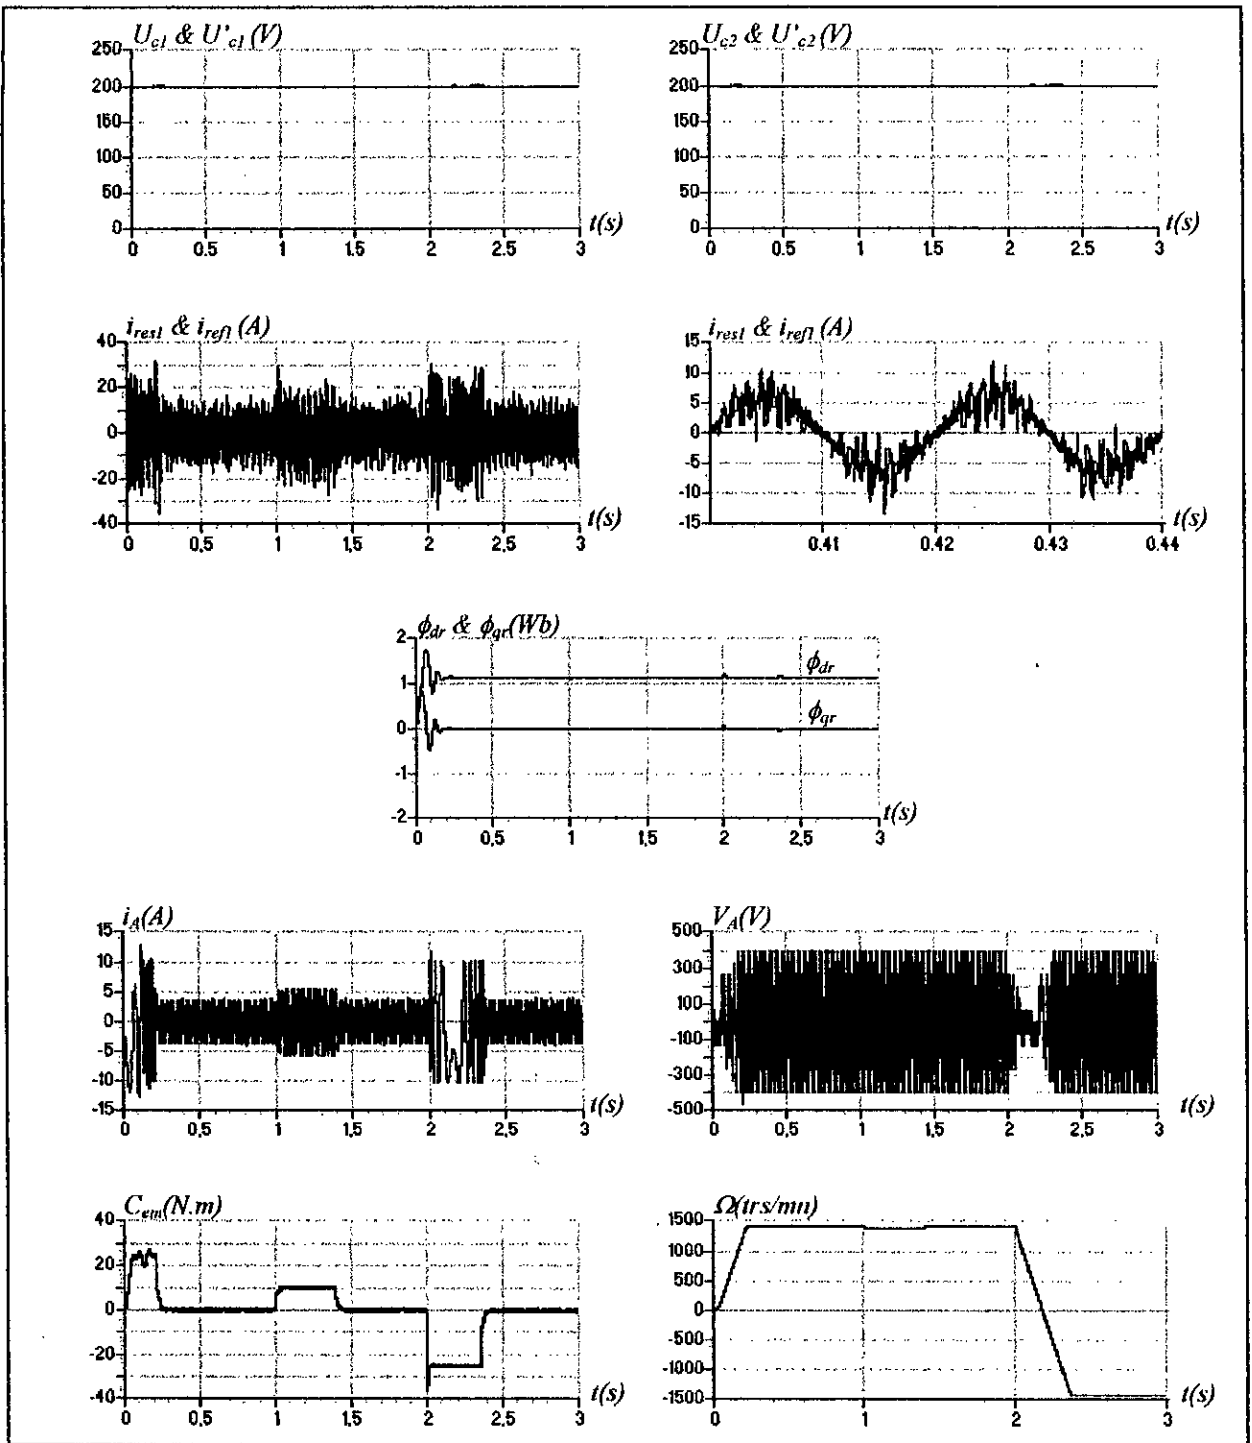 U_c1 & U'_c1 (V)
250
200
150
100
50
0
0 0.5 1 1.5 2 2.5 3
t(s)
U_c2 & U'_c2 (V)
250
200
150
100
50
0
0 0.5 1 1.5 2 2.5 3
t(s)
i_res1 & i_ref1 (A)
40
20
0
-20
-40
0 0,5 1 1,5 2 2,5 3
t(s)
i_res1 & i_ref1 (A)
15
10
5
0
-5
-10
-15
0.41 0.42 0.43 0.44
t(s)
ϕ_dr & ϕ_qr (Wb)
2
1
0
-1
-2
ϕ_dr
ϕ_qr
0 0,5 1 1,5 2 2,5 3
t(s)
i_A(A)
15
10
5
0
-5
-10
-15
0 0,5 1 1,5 2 2,5 3
t(s)
V_A(V)
500
300
100
-100
-300
-500
0 0,5 1 1,5 2 2,5 3
t(s)
C_em(N.m)
40
20
0
-20
-40
0 0,5 1 1,5 2 2,5 3
t(s)
Ω(trs/mn)
1500
1000
500
0
-500
-1000
-1500
0 1 2 3
t(s)